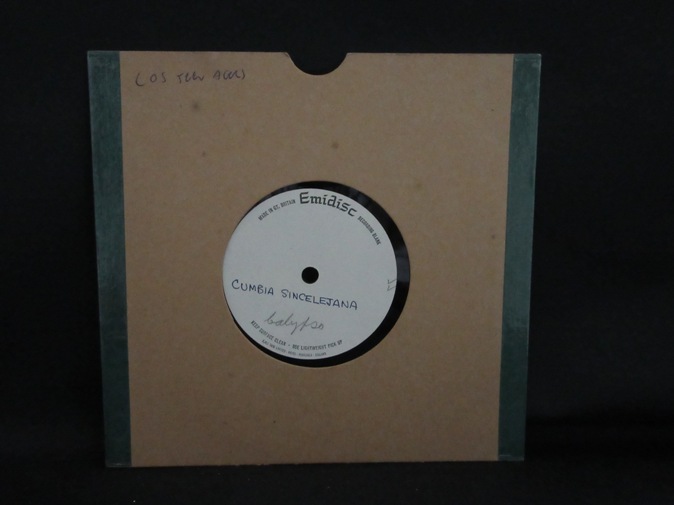 LOS Teen Agers
MADE IN GT. BRITAIN Emidisc RECORDING BLANK
CUMBIA SINCELEJANA
Calypso
KEEP SURFACE CLEAN • USE LIGHTWEIGHT PICK UP